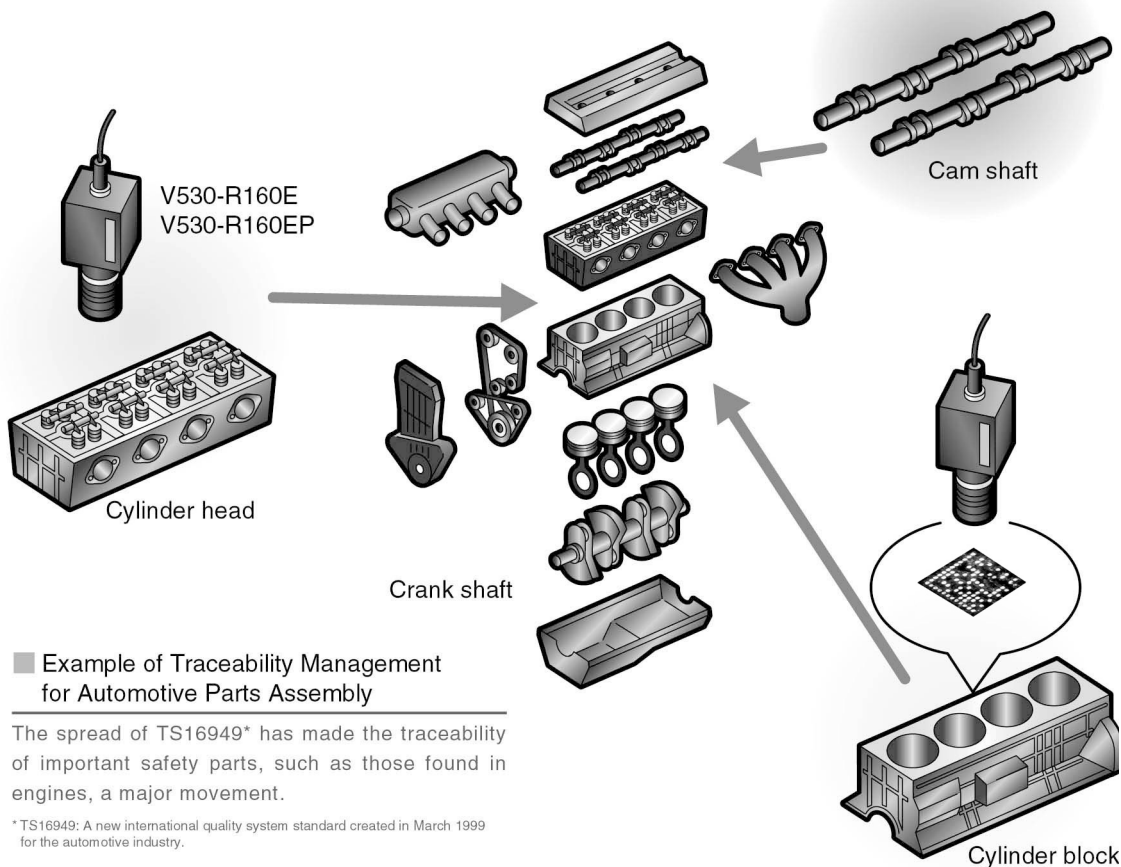 V530-R160E
V530-R160EP
Cam shaft
Cylinder head
Crank shaft
Example of Traceability Management
for Automotive Parts Assembly
The spread of TS16949* has made the traceability
of important safety parts, such as those found in
engines, a major movement.
* TS16949: A new international quality system standard created in March 1999
for the automotive industry.
Cylinder block